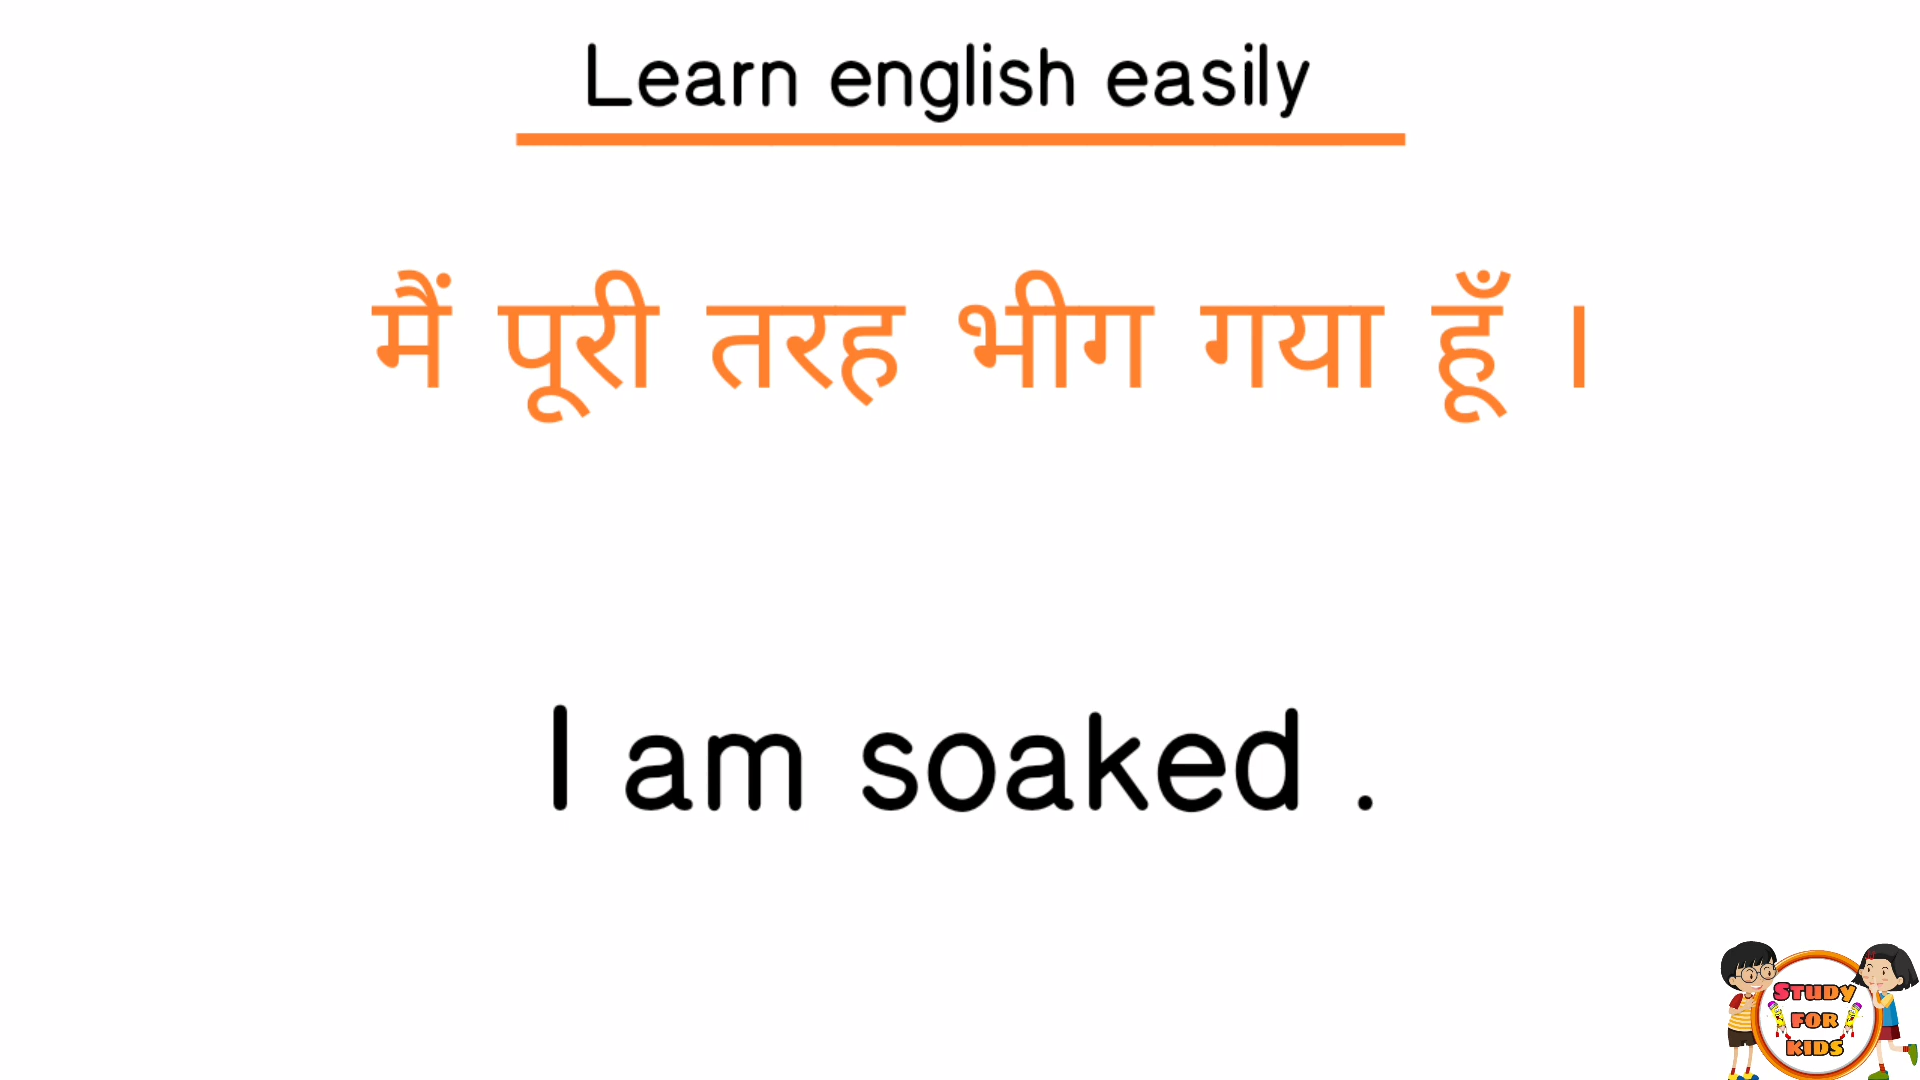 Learn english easily
मैं पूरी तरह भीग गया हूँ ।
I am soaked .
STUDY
FOR
KIDS